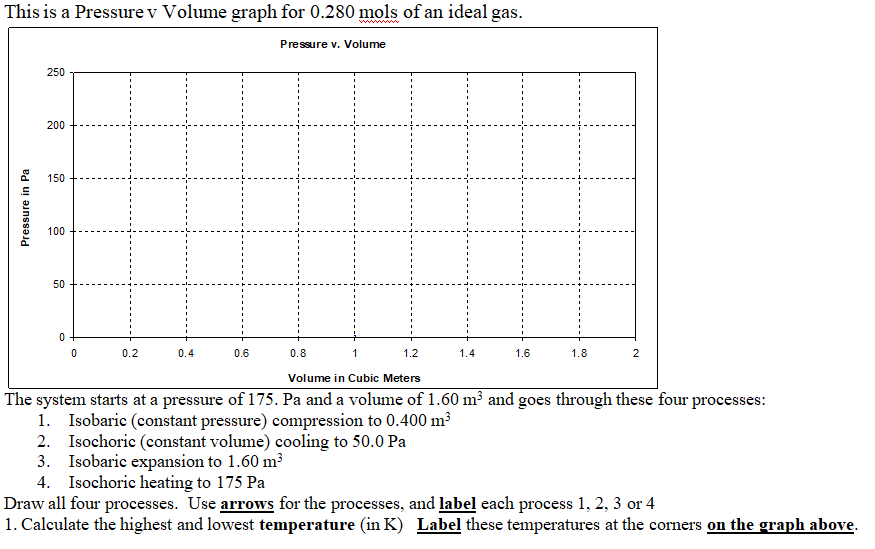 This is a Pressure v Volume graph for 0.280 mols of an ideal gas.
Pressure v. Volume
250
200
150
100
50
0
Pressure in Pa
0 0.2 0.4 0.6 0.8 1 1.2 1.4 1.6 1.8 2
Volume in Cubic Meters
The system starts at a pressure of 175. Pa and a volume of 1.60 m³ and goes through these four processes:
1. Isobaric (constant pressure) compression to 0.400 m³
2. Isochoric (constant volume) cooling to 50.0 Pa
3. Isobaric expansion to 1.60 m³
4. Isochoric heating to 175 Pa
Draw all four processes. Use arrows for the processes, and label each process 1, 2, 3 or 4
1. Calculate the highest and lowest temperature (in K) Label these temperatures at the corners on the graph above.